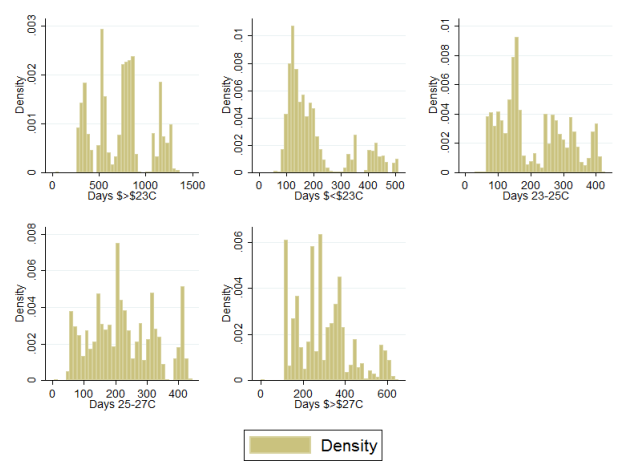 .003
.002
.001
0
Density
0 500 1000 1500
Days $>$23C
.01
.008
.006
.004
.002
0
Density
0 100 200 300 400 500
Days $<$23C
.01
.008
.006
.004
.002
0
Density
0 100 200 300 400
Days 23-25C
.008
.006
.004
.002
0
Density
0 100 200 300 400
Days 25-27C
.006
.004
.002
0
Density
0 200 400 600
Days $>$27C
Density